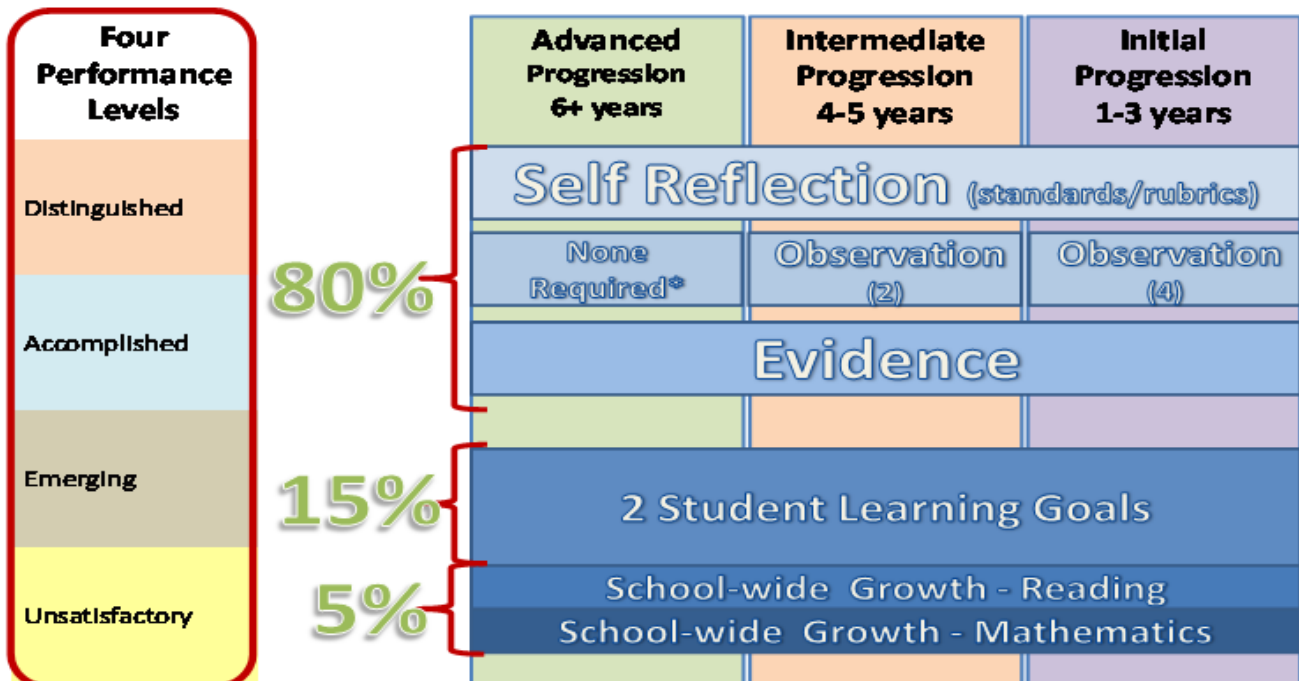 Four
Performance
Levels
Distinguished
Accomplished
Emerging
Unsatisfactory
Advanced
Progression
6+ years
Intermediate
Progression
4-5 years
Initial
Progression
1-3 years
80%
Self Reflection (standards/rubrics)
None
Required*
Observation
(2)
Observation
(4)
Evidence
15%
2 Student Learning Goals
5%
School-wide Growth - Reading
School-wide Growth - Mathematics